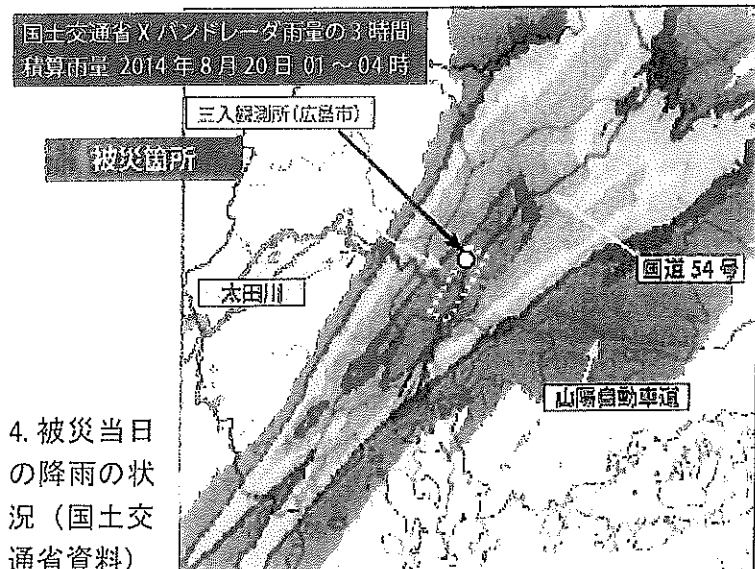 国土交通省Xバンドレーダ雨量の3時間
積算雨量 2014年8月20日 01～04時
三入観測所(広島市)
被災箇所
国道54号
太田川
山陽自動車道
4. 被災当日
の降雨の状
況（国土交
通省資料）